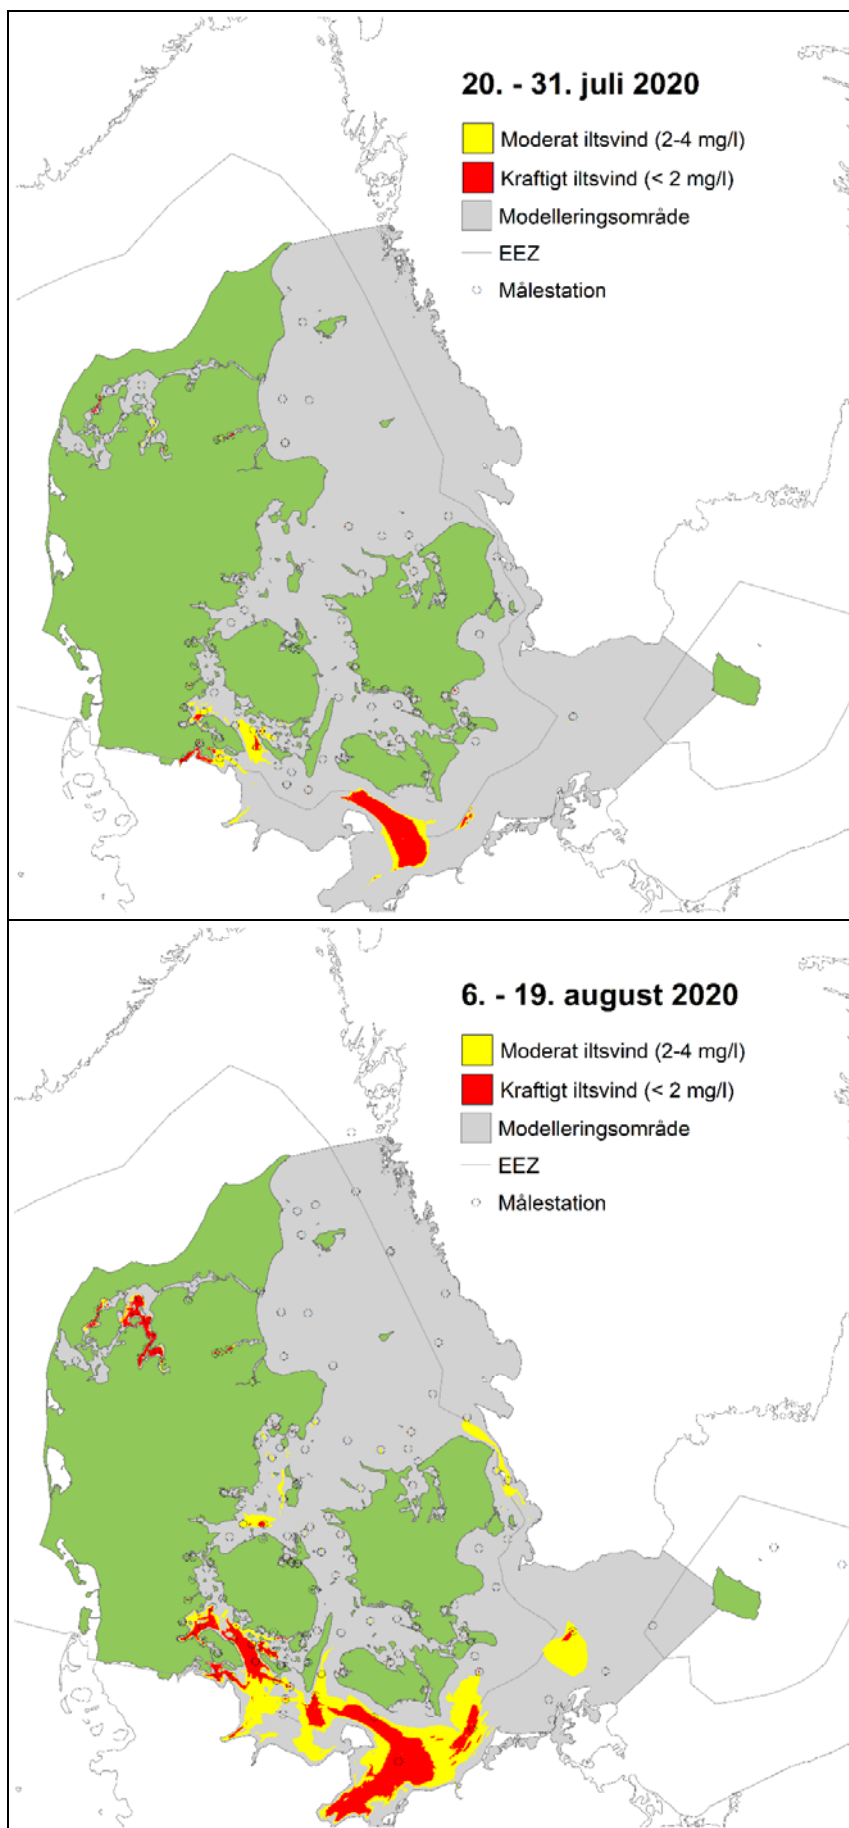 20. - 31. juli 2020
Moderat iltsvind (2-4 mg/l)
Kraftigt iltsvind (< 2 mg/l)
Modelleringsområde
EEZ
Målestation
6. - 19. august 2020
Moderat iltsvind (2-4 mg/l)
Kraftigt iltsvind (< 2 mg/l)
Modelleringsområde
EEZ
Målestation